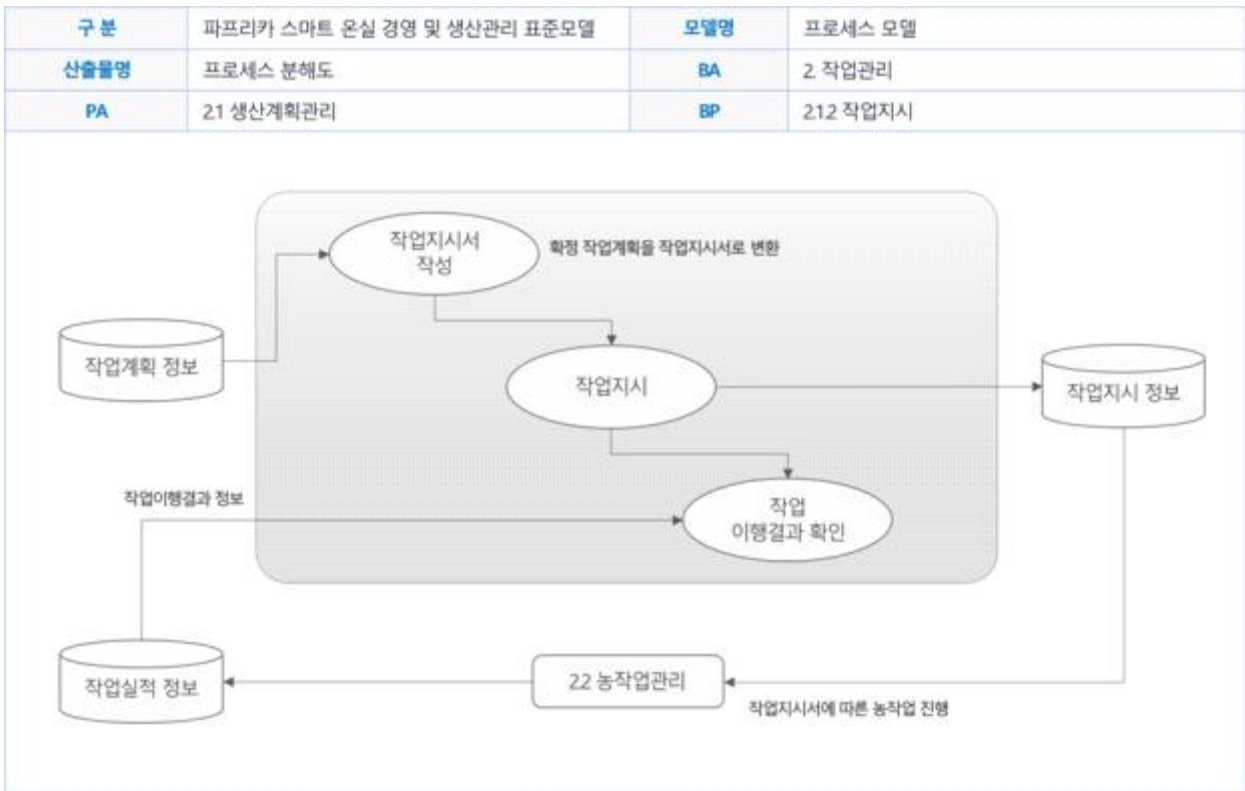 구 분 파프리카 스마트 온실 경영 및 생산관리 표준모델 모델명 프로세스 모델
산출물명 프로세스 분해도 BA 2. 작업관리
PA 2.1 생산계획관리 BP 2.1.2 작업지시
작업지시서
작성
확정 작업계획을 작업지시서로 변환
작업계획 정보
작업지시
작업지시 정보
작업이행결과 정보
작업
이행결과 확인
작업실적 정보
2.2 농작업관리
작업지시서에 따른 농작업 진행